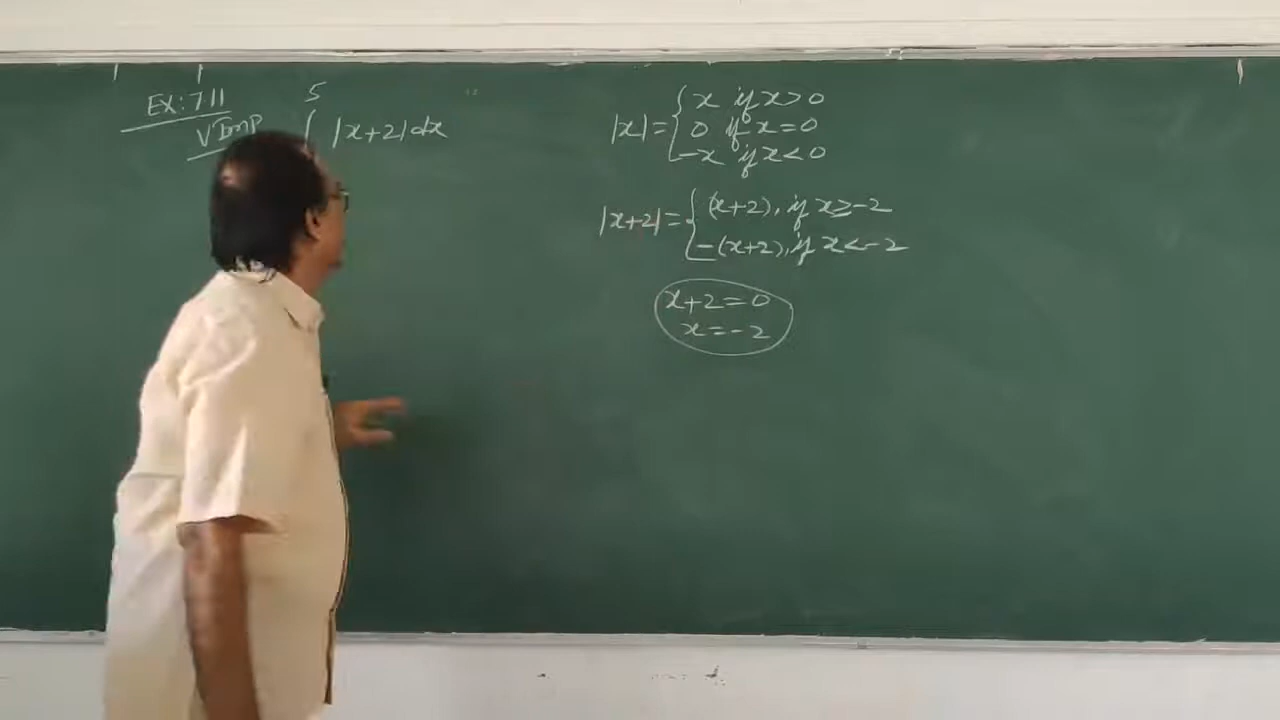 Ex: 7.11
V Imp
5
∫ |x+2| dx
|x| = { x if x > 0
0 if x = 0
-x if x < 0
|x+2| = { (x+2), if x ≥ -2
-(x+2), if x < -2
x+2 = 0
x = -2